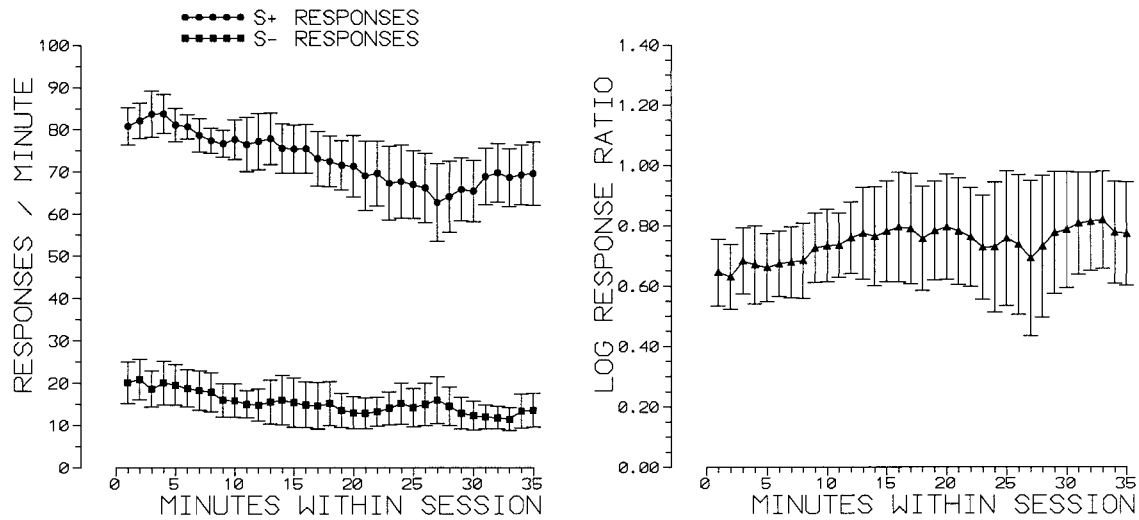 S+ RESPONSES
S- RESPONSES
RESPONSES / MINUTE
100
90
80
70
60
50
40
30
20
10
0
0 5 10 15 20 25 30 35
MINUTES WITHIN SESSION
LOG RESPONSE RATIO
1.40
1.20
1.00
0.80
0.60
0.40
0.20
0.00
0 5 10 15 20 25 30 35
MINUTES WITHIN SESSION